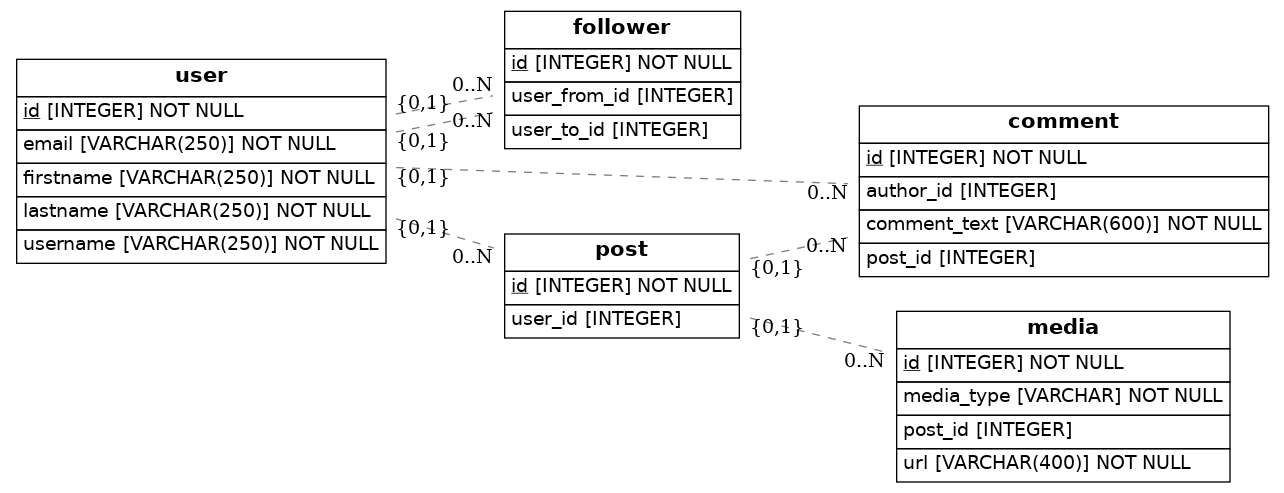 user
id [INTEGER] NOT NULL
email [VARCHAR(250)] NOT NULL
firstname [VARCHAR(250)] NOT NULL
lastname [VARCHAR(250)] NOT NULL
username [VARCHAR(250)] NOT NULL
follower
id [INTEGER] NOT NULL
user_from_id [INTEGER]
user_to_id [INTEGER]
0..N
{0,1}
0..N
{0,1}
{0,1}
0..N
{0,1}
0..N
post
id [INTEGER] NOT NULL
user_id [INTEGER]
comment
id [INTEGER] NOT NULL
author_id [INTEGER]
comment_text [VARCHAR(600)] NOT NULL
post_id [INTEGER]
0..N
{0,1}
{0,1}
0..N
media
id [INTEGER] NOT NULL
media_type [VARCHAR] NOT NULL
post_id [INTEGER]
url [VARCHAR(400)] NOT NULL